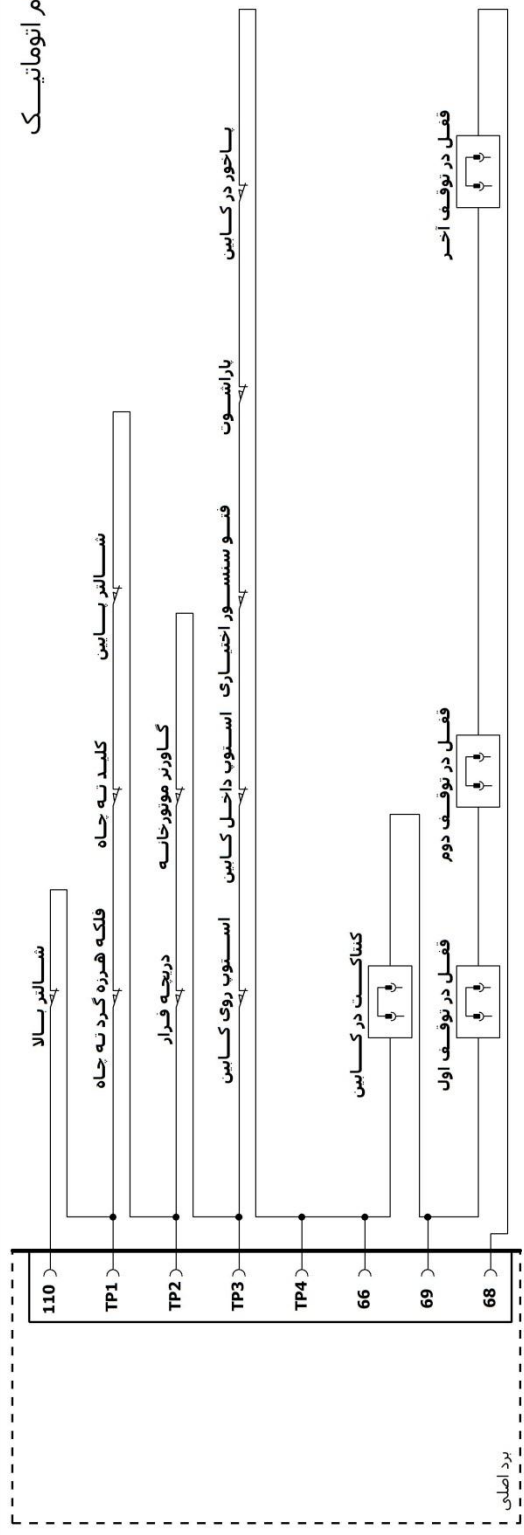 م اتوماتیک
110
شالتر بالا
TP1
فلکه هرزه گرد ته چاه
کلید ته چاه
شالتر پایین
TP2
دریچه فرار
گاورنر موتورخانه
TP3
استوپ روی کابین
استوپ داخل کابین
فتو سنسور اختیاری
پاراشوت
پاخور در کابین
TP4
66
کنتاکت در کابین
69
68
قفل در توقف اول
قفل در توقف دوم
قفل در توقف آخر
برد اصلی